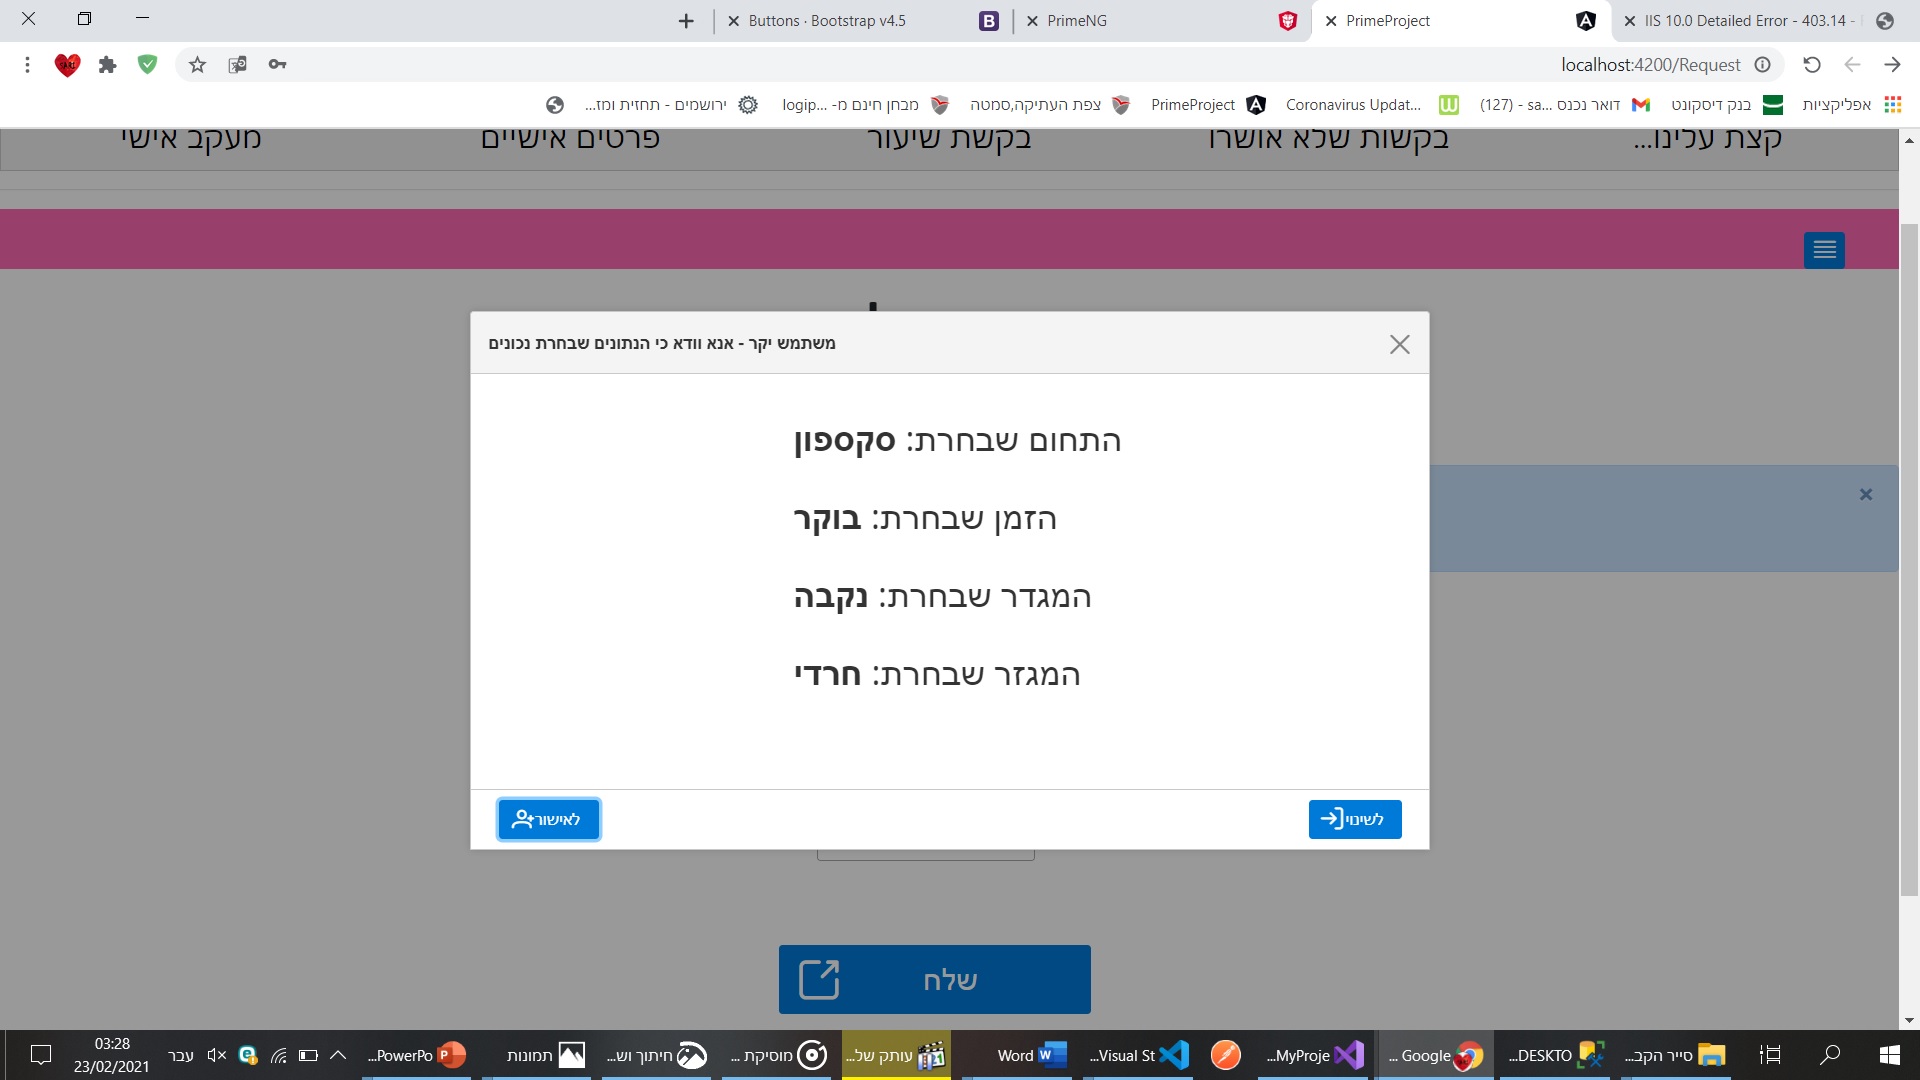 IIS 10.0 Detailed Error - 403.14 -
PrimeProject
PrimeNG
Buttons · Bootstrap v4.5
localhost:4200/Request
אפליקציות
בנק דיסקונט
דואר נכנס (127) - sa...
Coronavirus Updat...
PrimeProject
צפת העתיקה,סמטה
מבחן חינם מ- logip...
ירושמים - תחזית ומז...
קצת עלינו...
בקשות שלא אושרו
בקשת שיעור
פרטים אישיים
מעקב אישי
משתמש יקר - אנא וודא כי הנתונים שבחרת נכונים
התחום שבחרת: סקספון
הזמן שבחרת: בוקר
המגדר שבחרת: נקבה
המגזר שבחרת: חרדי
לשינוי
לאישור
שלח
סייר הקב...
DESKTO...
Google ...
MyProje...
Visual St...
Word
עותק של...
מוסיקת ...
חיתוך וש...
תמונות
PowerPo...
עבר
03:28
23/02/2021